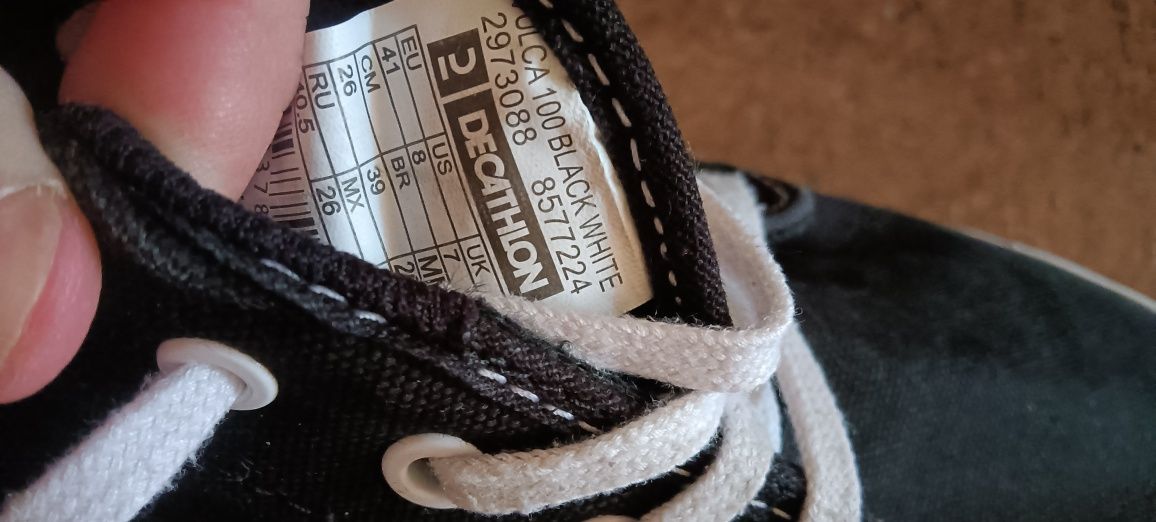 ULCA 100 BLACK WHITE
2973088 8577224
DECATHLON
EU US UK
41 8 7
CM BR
26 39
RU MX
26